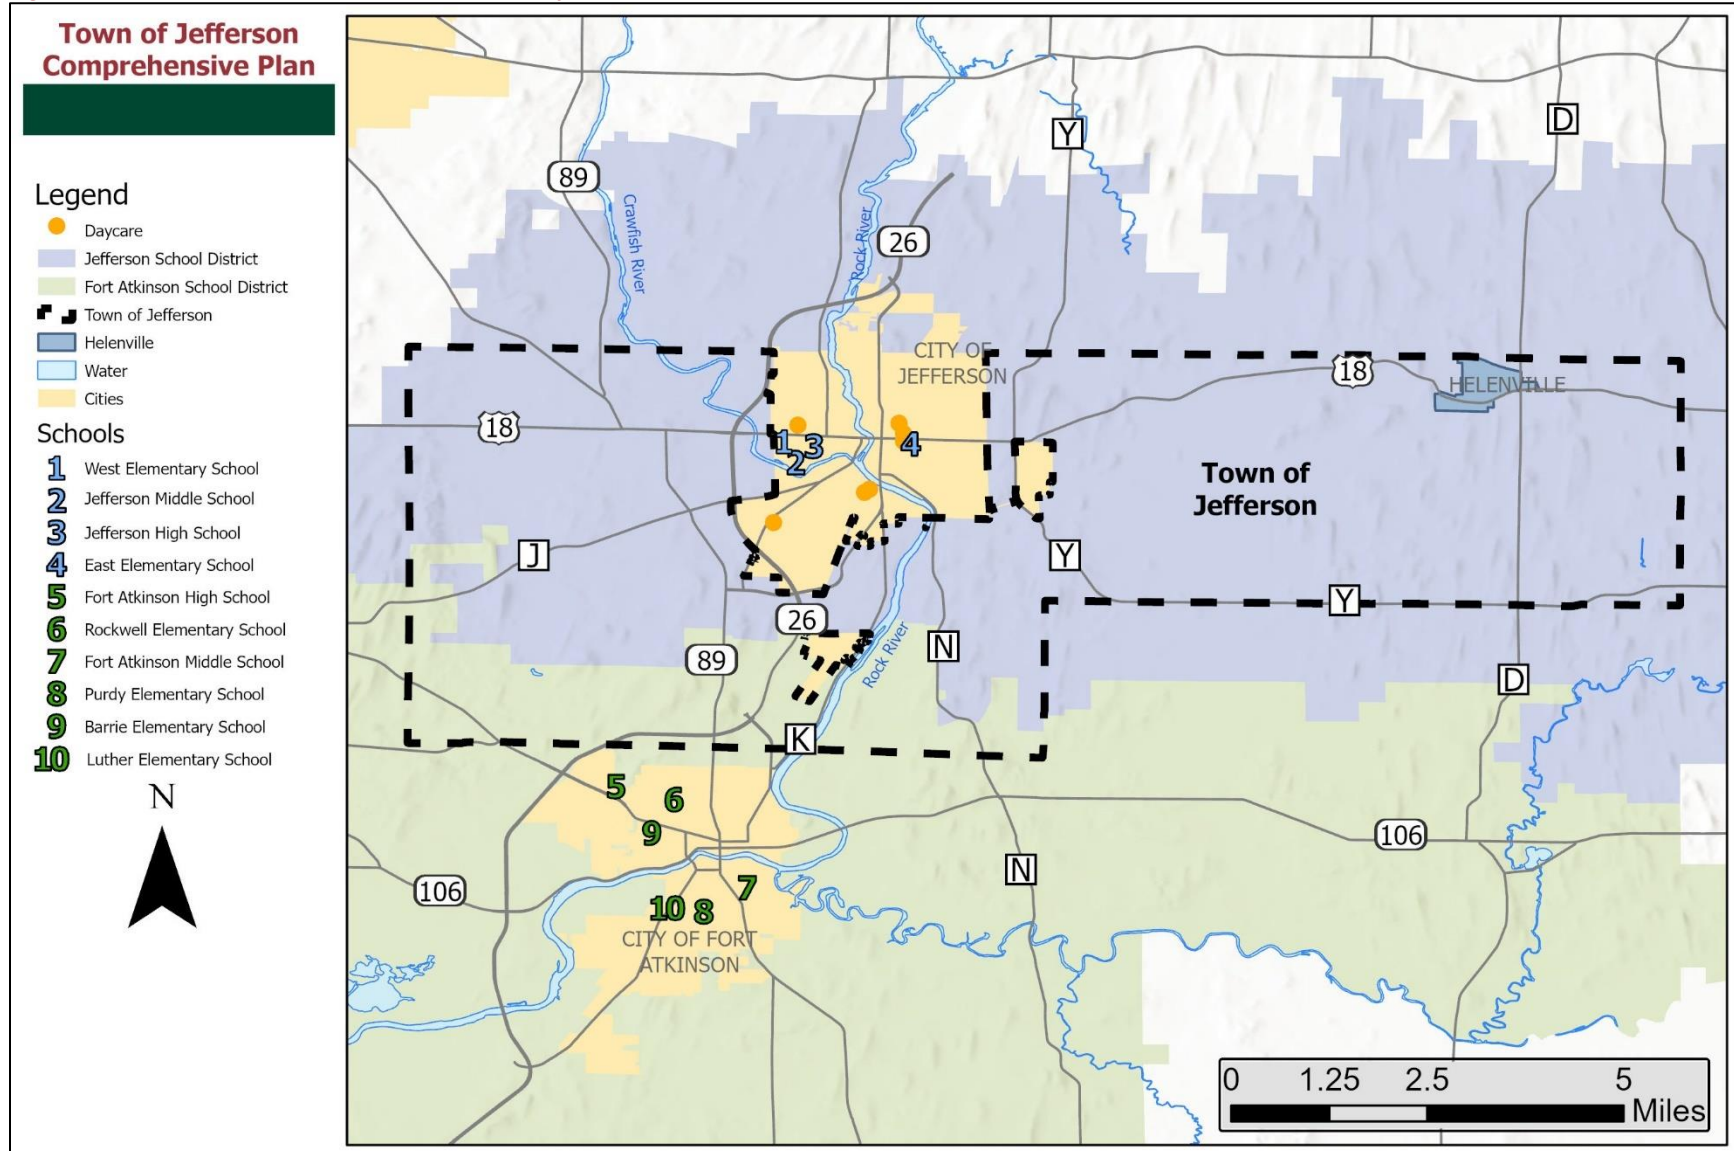 Town of Jefferson
Comprehensive Plan
Legend
Daycare
Jefferson School District
Fort Atkinson School District
Town of Jefferson
Helenville
Water
Cities
Schools
1 West Elementary School
2 Jefferson Middle School
3 Jefferson High School
4 East Elementary School
5 Fort Atkinson High School
6 Rockwell Elementary School
7 Fort Atkinson Middle School
8 Purdy Elementary School
9 Barrie Elementary School
10 Luther Elementary School
N
D
Y
89
Crawfish River
Rock River
26
CITY OF
JEFFERSON
18
HELENVILLE
18
1
3
2
4
Town of
Jefferson
J
Y
Y
26
89
N
Rock River
D
K
5
6
9
106
N
106
7
10
8
CITY OF FORT
ATKINSON
0 1.25 2.5 5
Miles